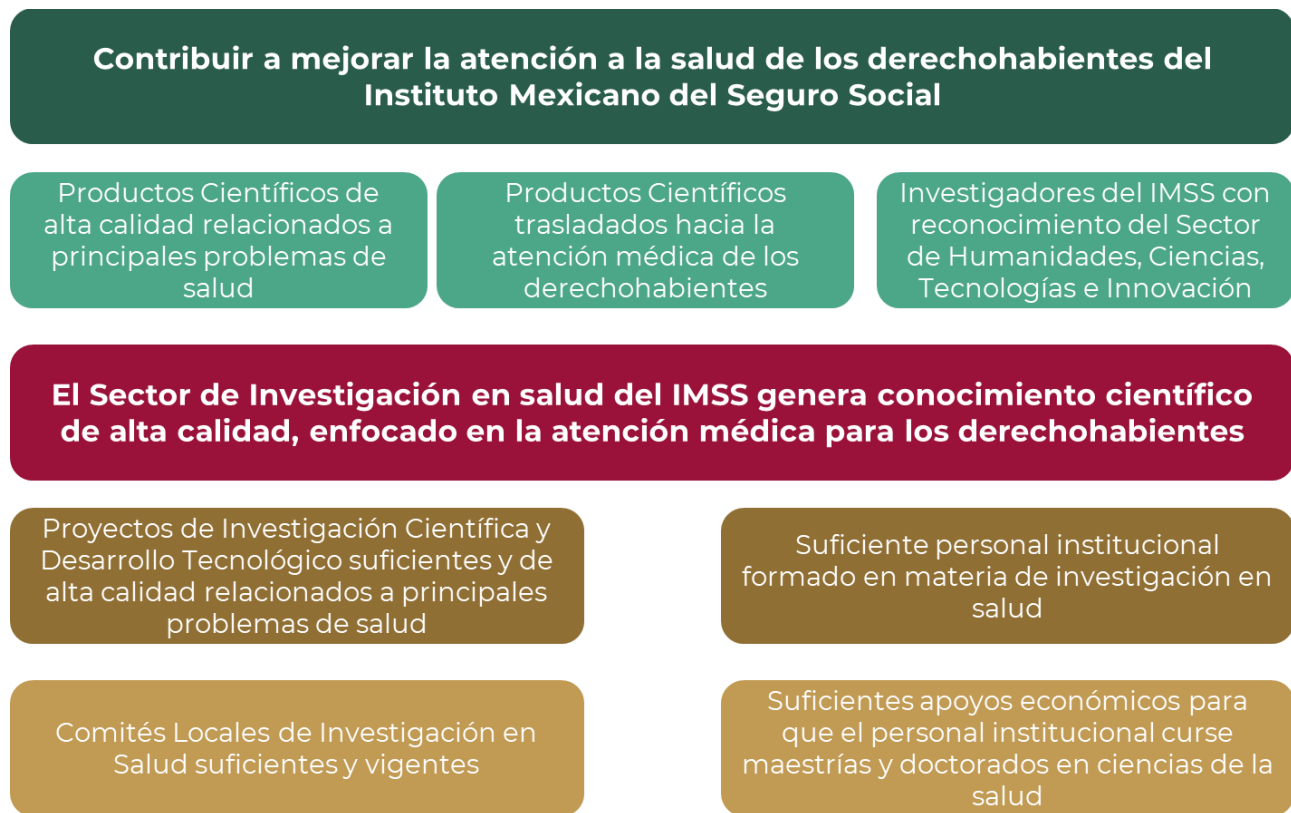 Contribuir a mejorar la atención a la salud de los derechohabientes del
Instituto Mexicano del Seguro Social
Productos Científicos de
alta calidad relacionados a
principales problemas de
salud
Productos Científicos
trasladados hacia la
atención médica de los
derechohabientes
Investigadores del IMSS con
reconocimiento del Sector
de Humanidades, Ciencias,
Tecnologías e Innovación
El Sector de Investigación en salud del IMSS genera conocimiento científico
de alta calidad, enfocado en la atención médica para los derechohabientes
Proyectos de Investigación Científica y
Desarrollo Tecnológico suficientes y de
alta calidad relacionados a principales
problemas de salud
Suficiente personal institucional
formado en materia de investigación en
salud
Comités Locales de Investigación en
Salud suficientes y vigentes
Suficientes apoyos económicos para
que el personal institucional curse
maestrías y doctorados en ciencias de la
salud